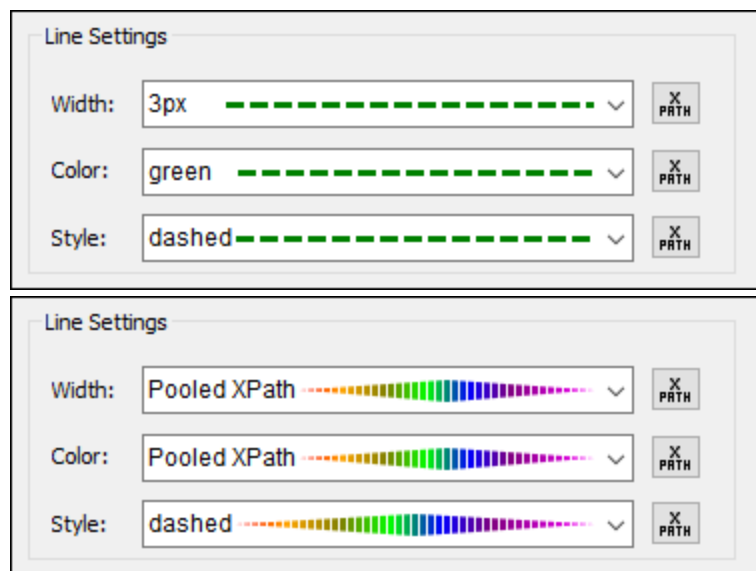 Line Settings
Width: 3px X PATH
Color: green X PATH
Style: dashed X PATH
Line Settings
Width: Pooled XPath X PATH
Color: Pooled XPath X PATH
Style: dashed X PATH